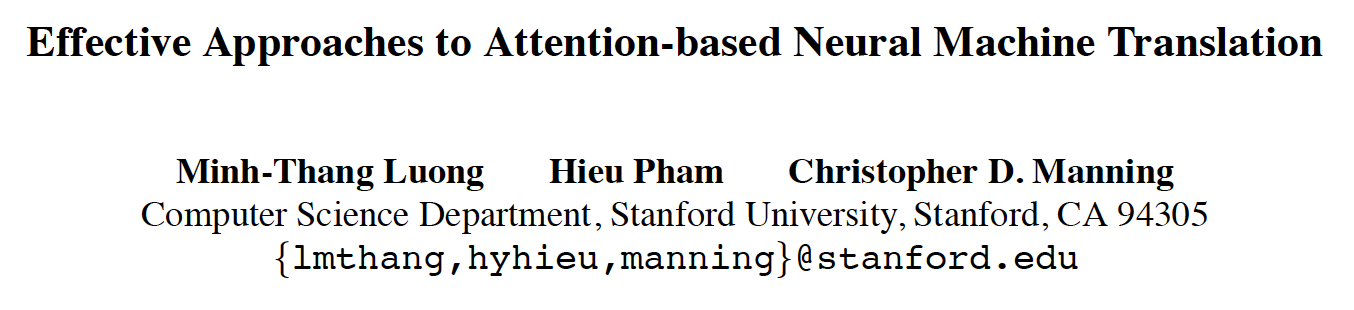 Effective Approaches to Attention-based Neural Machine Translation
Minh-Thang Luong Hieu Pham Christopher D. Manning
Computer Science Department, Stanford University, Stanford, CA 94305
{lmthang,hyhieu,manning}@stanford.edu